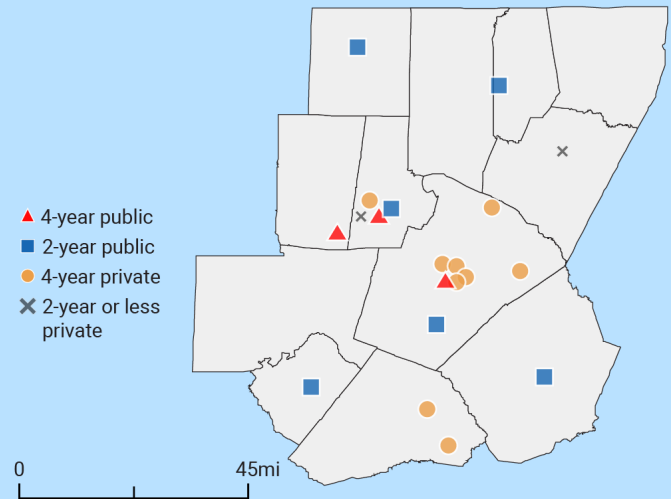 4-year public
2-year public
4-year private
2-year or less
private
0
45mi